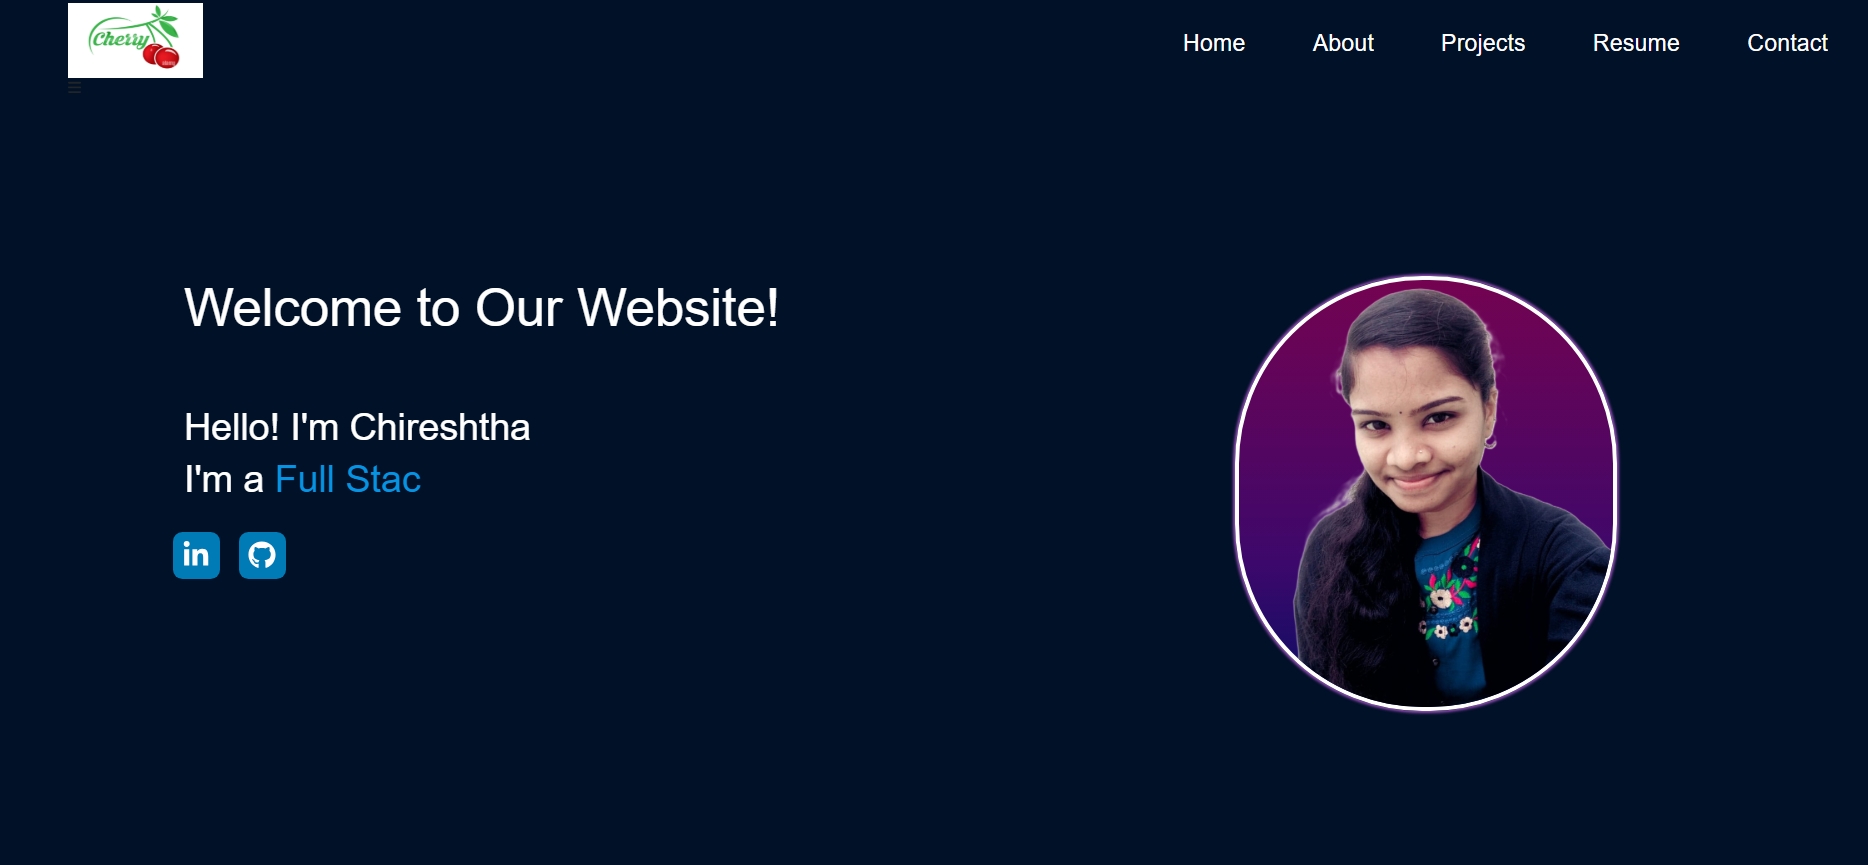 Cherry
Home About Projects Resume Contact
Welcome to Our Website!
Hello! I'm Chireshtha
I'm a Full Stac
in